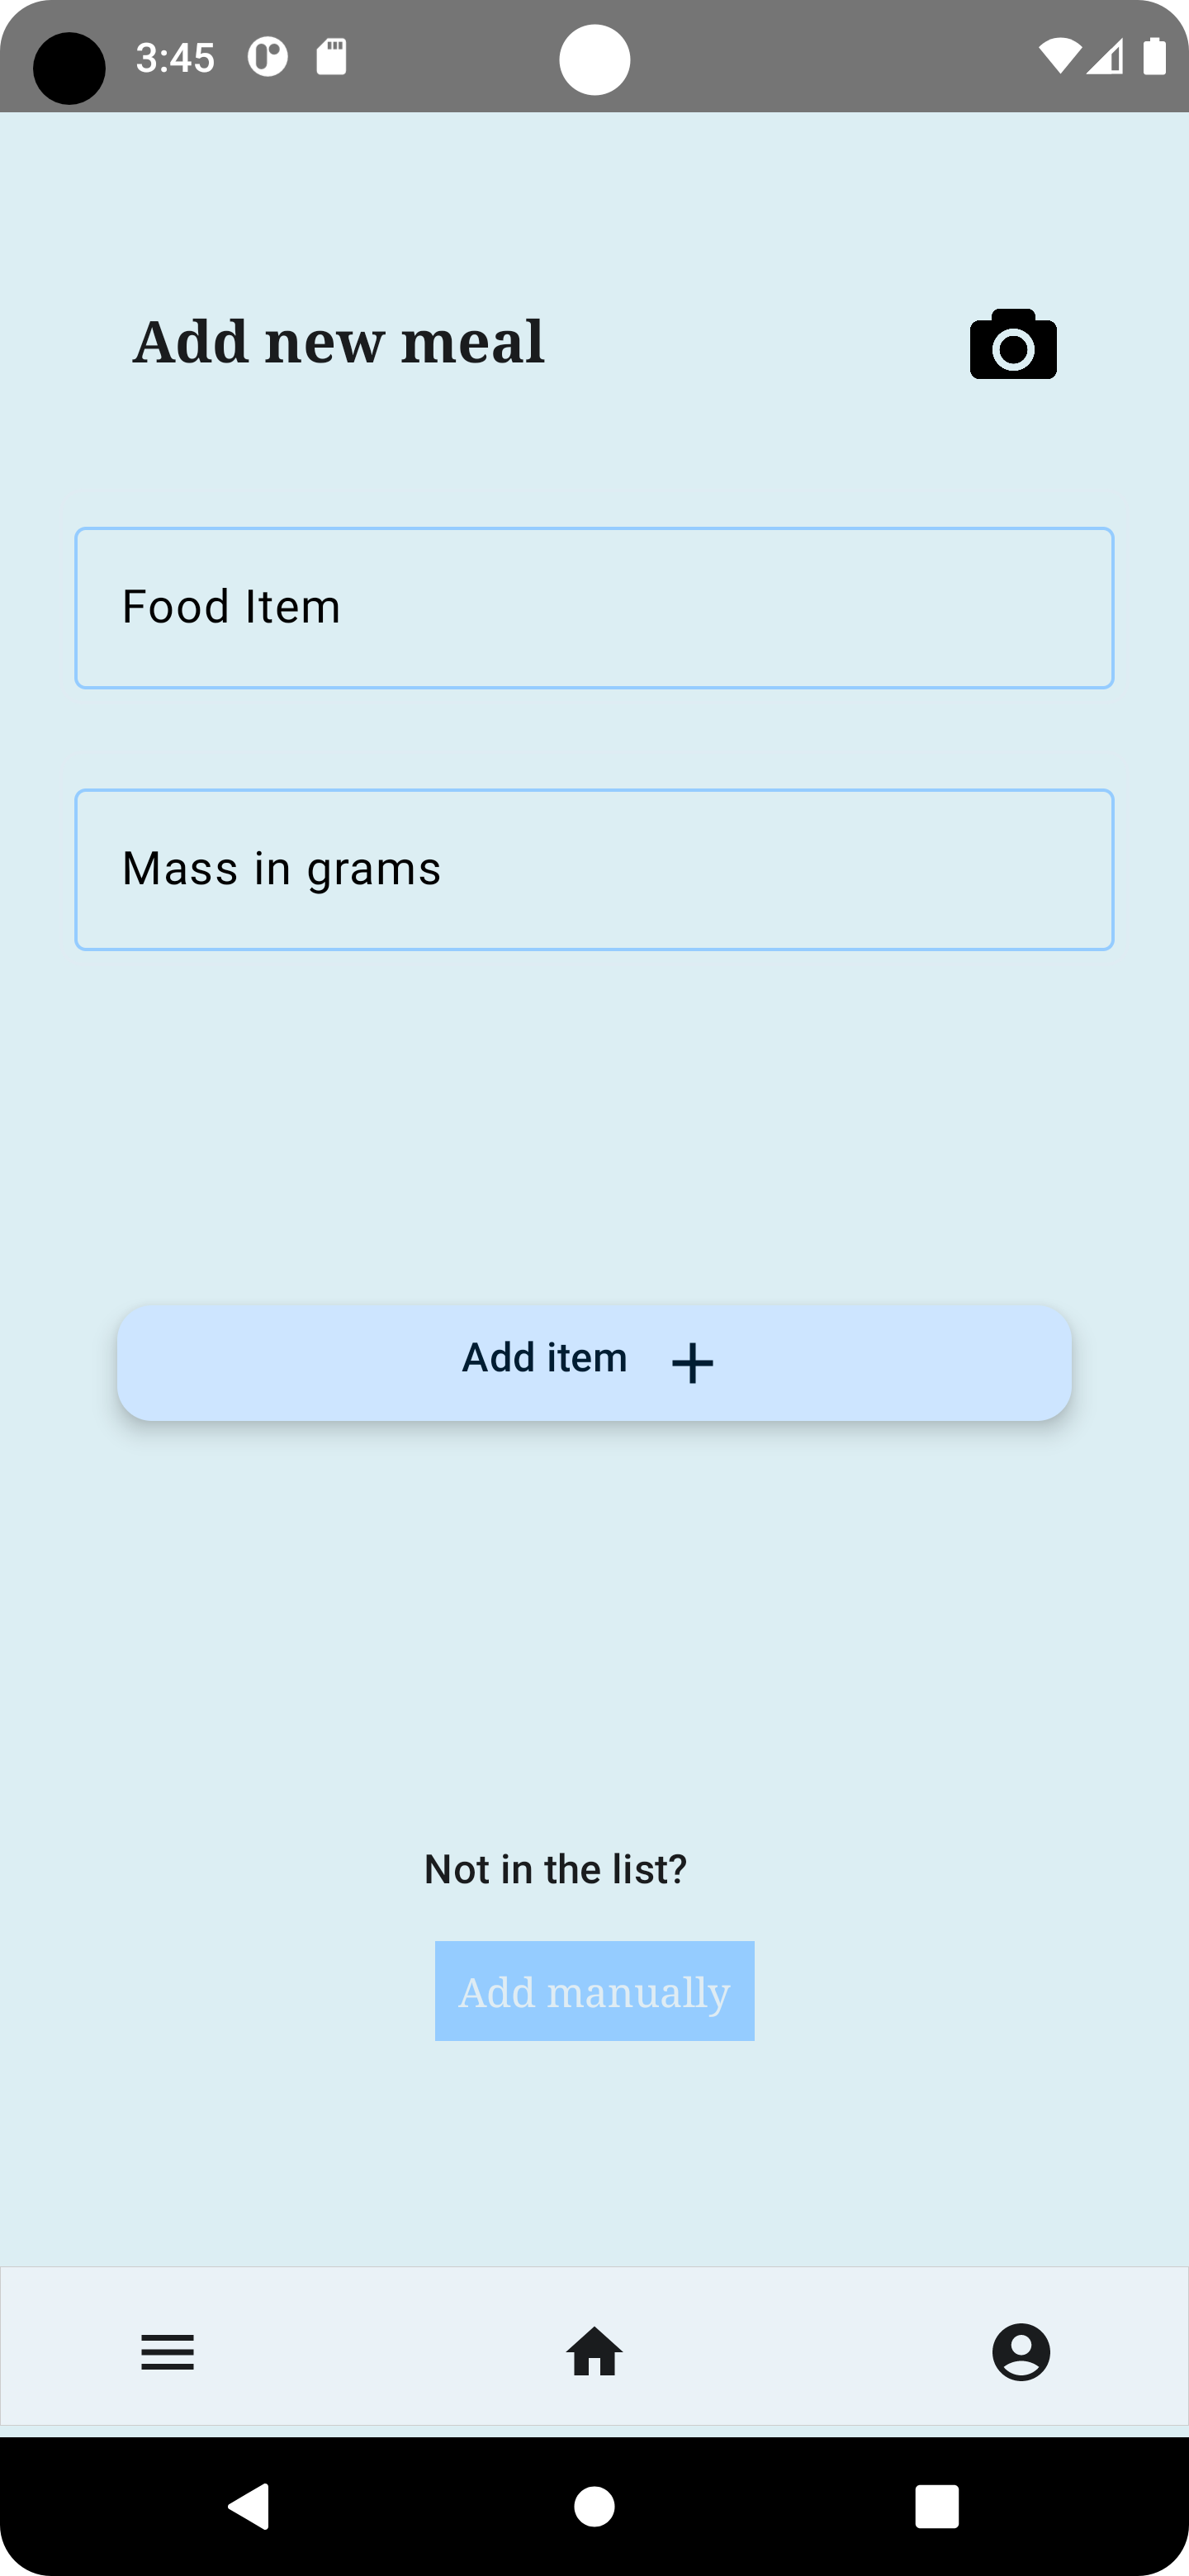 3:45
Add new meal
Food Item
Mass in grams
Add item
Not in the list?
Add manually